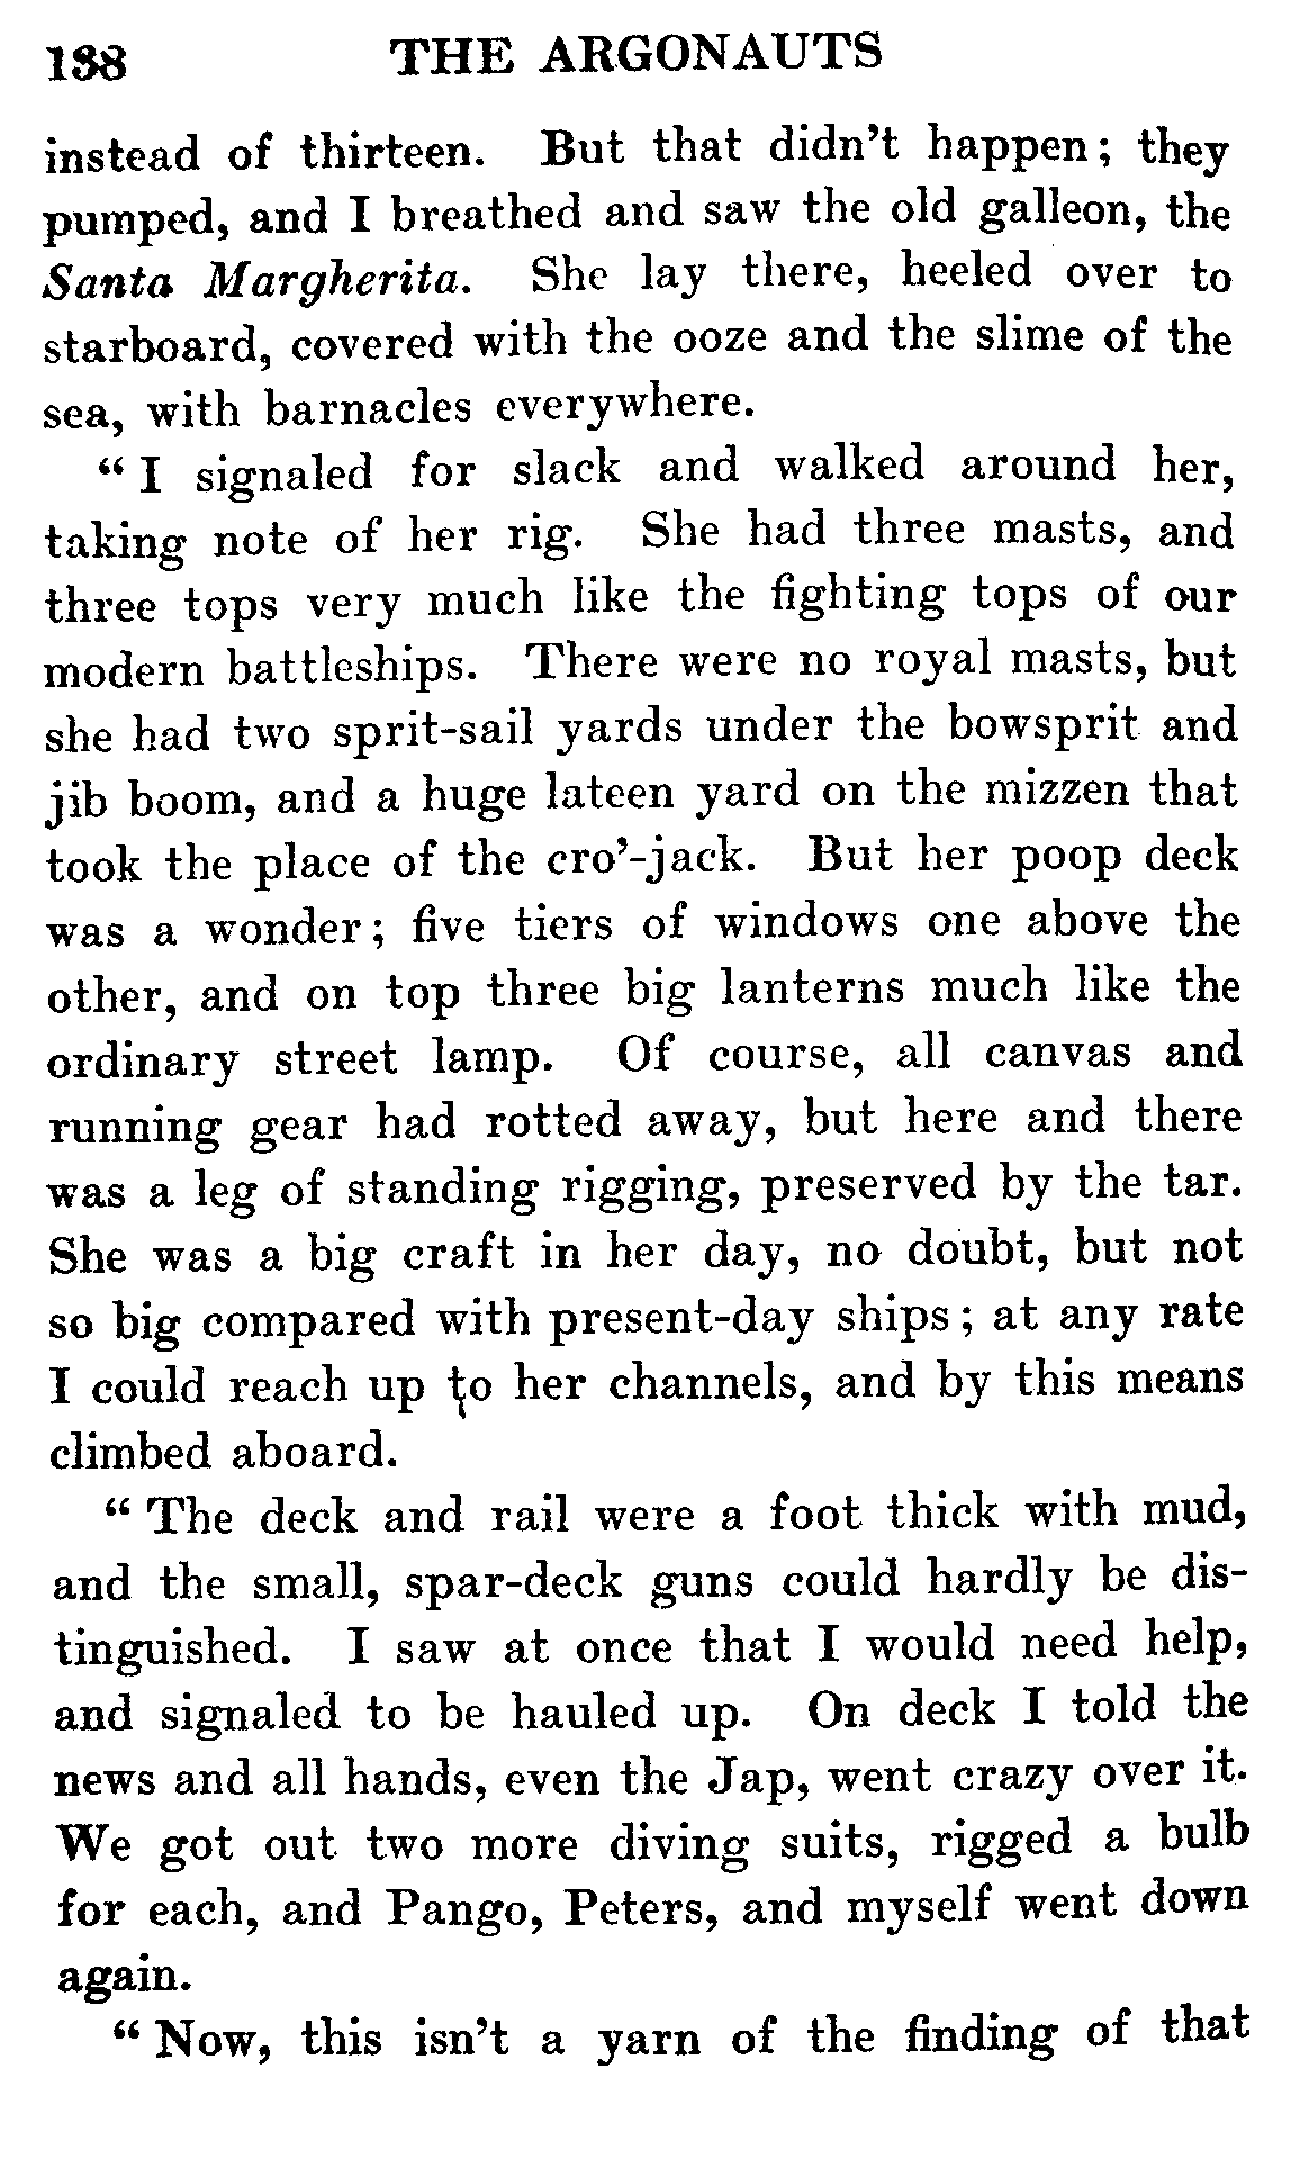 138 THE ARGONAUTS
instead of thirteen. But that didn't happen; they
pumped, and I breathed and saw the old galleon, the
Santa Margherita. She lay there, heeled over to
starboard, covered with the ooze and the slime of the
sea, with barnacles everywhere.
"I signaled for slack and walked around her,
taking note of her rig. She had three masts, and
three tops very much like the fighting tops of our
modern battleships. There were no royal masts, but
she had two sprit-sail yards under the bowsprit and
jib boom, and a huge lateen yard on the mizzen that
took the place of the cro'-jack. But her poop deck
was a wonder; five tiers of windows one above the
other, and on top three big lanterns much like the
ordinary street lamp. Of course, all canvas and
running gear had rotted away, but here and there
was a leg of standing rigging, preserved by the tar.
She was a big craft in her day, no doubt, but not
so big compared with present-day ships; at any rate
I could reach up to her channels, and by this means
climbed aboard.
"The deck and rail were a foot thick with mud,
and the small, spar-deck guns could hardly be dis-
tinguished. I saw at once that I would need help,
and signaled to be hauled up. On deck I told the
news and all hands, even the Jap, went crazy over it.
We got out two more diving suits, rigged a bulb
for each, and Pango, Peters, and myself went down
again.
"Now, this isn't a yarn of the finding of that